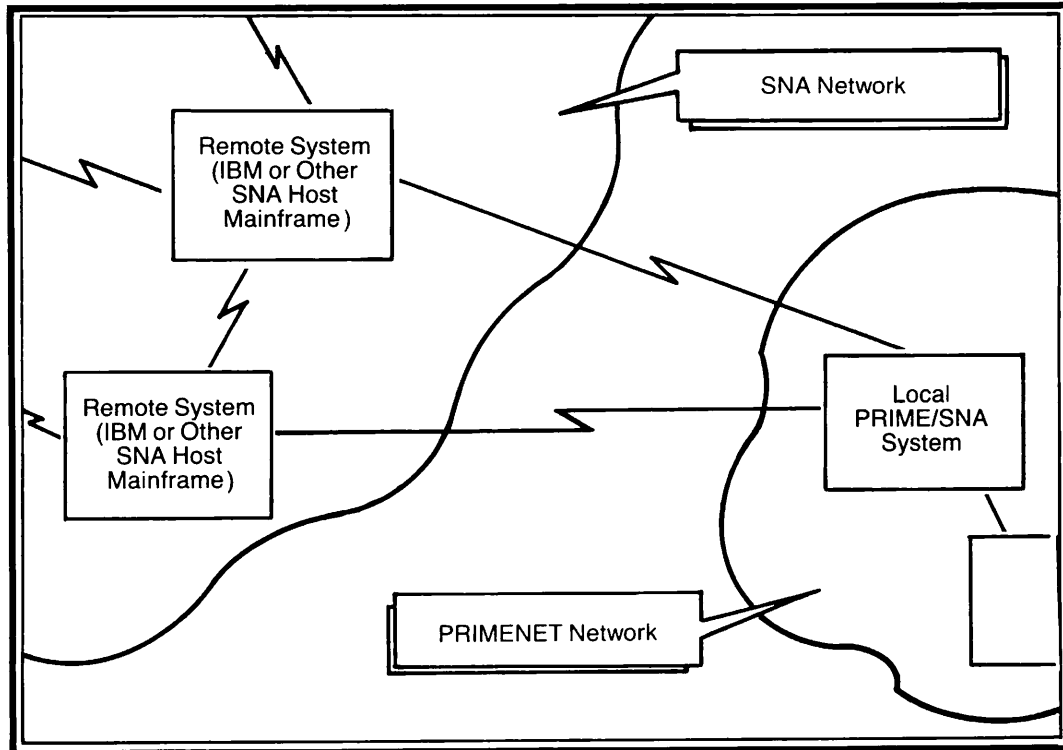 SNA Network
Remote System
(IBM or Other
SNA Host
Mainframe)
Local
PRIME/SNA
System
Remote System
(IBM or Other
SNA Host
Mainframe)
PRIMENET Network